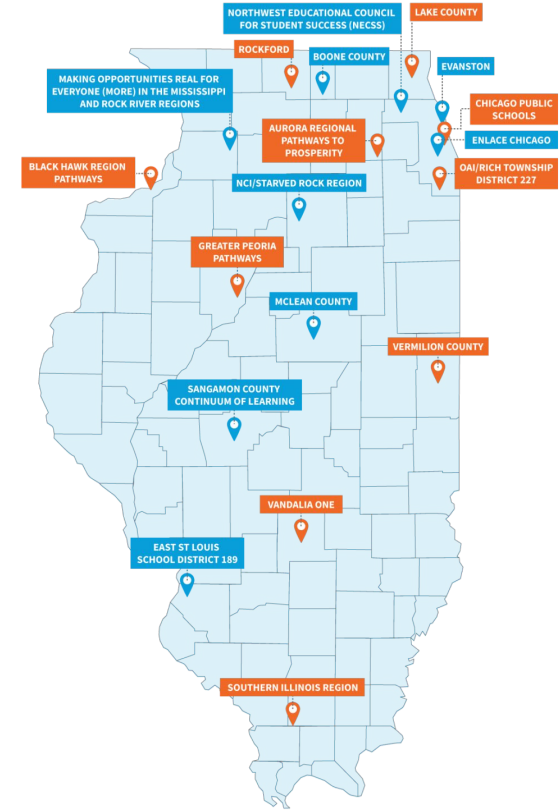 NORTHWEST EDUCATIONAL COUNCIL
FOR STUDENT SUCCESS (NECSS)
LAKE COUNTY
ROCKFORD
BOONE COUNTY
EVANSTON
MAKING OPPORTUNITIES REAL FOR
EVERYONE (MORE) IN THE MISSISSIPPI
AND ROCK RIVER REGIONS
CHICAGO PUBLIC
SCHOOLS
AURORA REGIONAL
PATHWAYS TO
PROSPERITY
ENLACE CHICAGO
BLACK HAWK REGION
PATHWAYS
OAI/RICH TOWNSHIP
DISTRICT 227
NCI/STARVED ROCK REGION
GREATER PEORIA
PATHWAYS
MCLEAN COUNTY
VERMILION COUNTY
SANGAMON COUNTY
CONTINUUM OF LEARNING
VANDALIA ONE
EAST ST LOUIS
SCHOOL DISTRICT 189
SOUTHERN ILLINOIS REGION